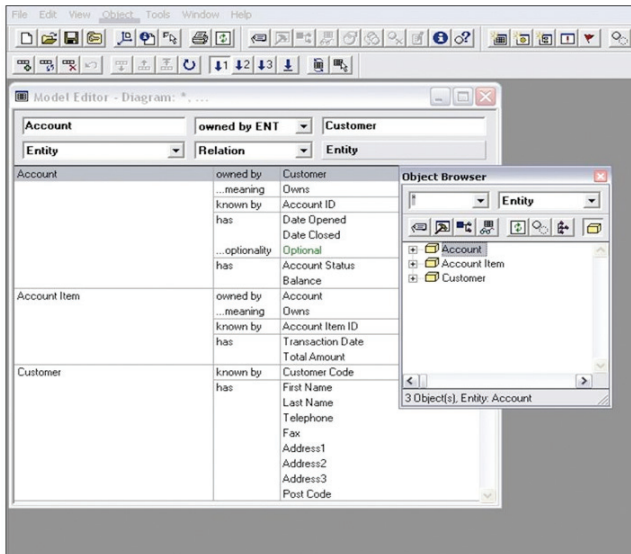 File Edit View Object Tools Window Help
↓1 ↓2 ↓3
Model Editor - Diagram: *, ...
Account owned by ENT Customer
Entity Relation Entity
Account owned by Customer
...meaning Owns
known by Account ID
has Date Opened
Date Closed
...optionality Optional
has Account Status
Balance
Account Item owned by Account
...meaning Owns
known by Account Item ID
has Transaction Date
Total Amount
Customer known by Customer Code
has First Name
Last Name
Telephone
Fax
Address1
Address2
Address3
Post Code
Object Browser
* Entity
Account
Account Item
Customer
3 Object(s), Entity: Account